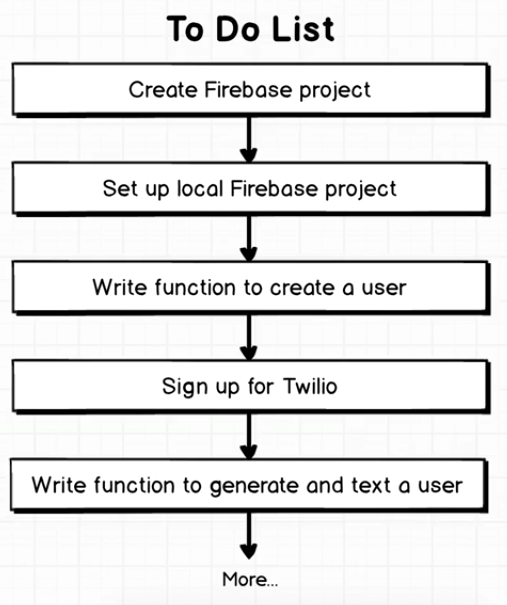 To Do List
Create Firebase project
Set up local Firebase project
Write function to create a user
Sign up for Twilio
Write function to generate and text a user
More...